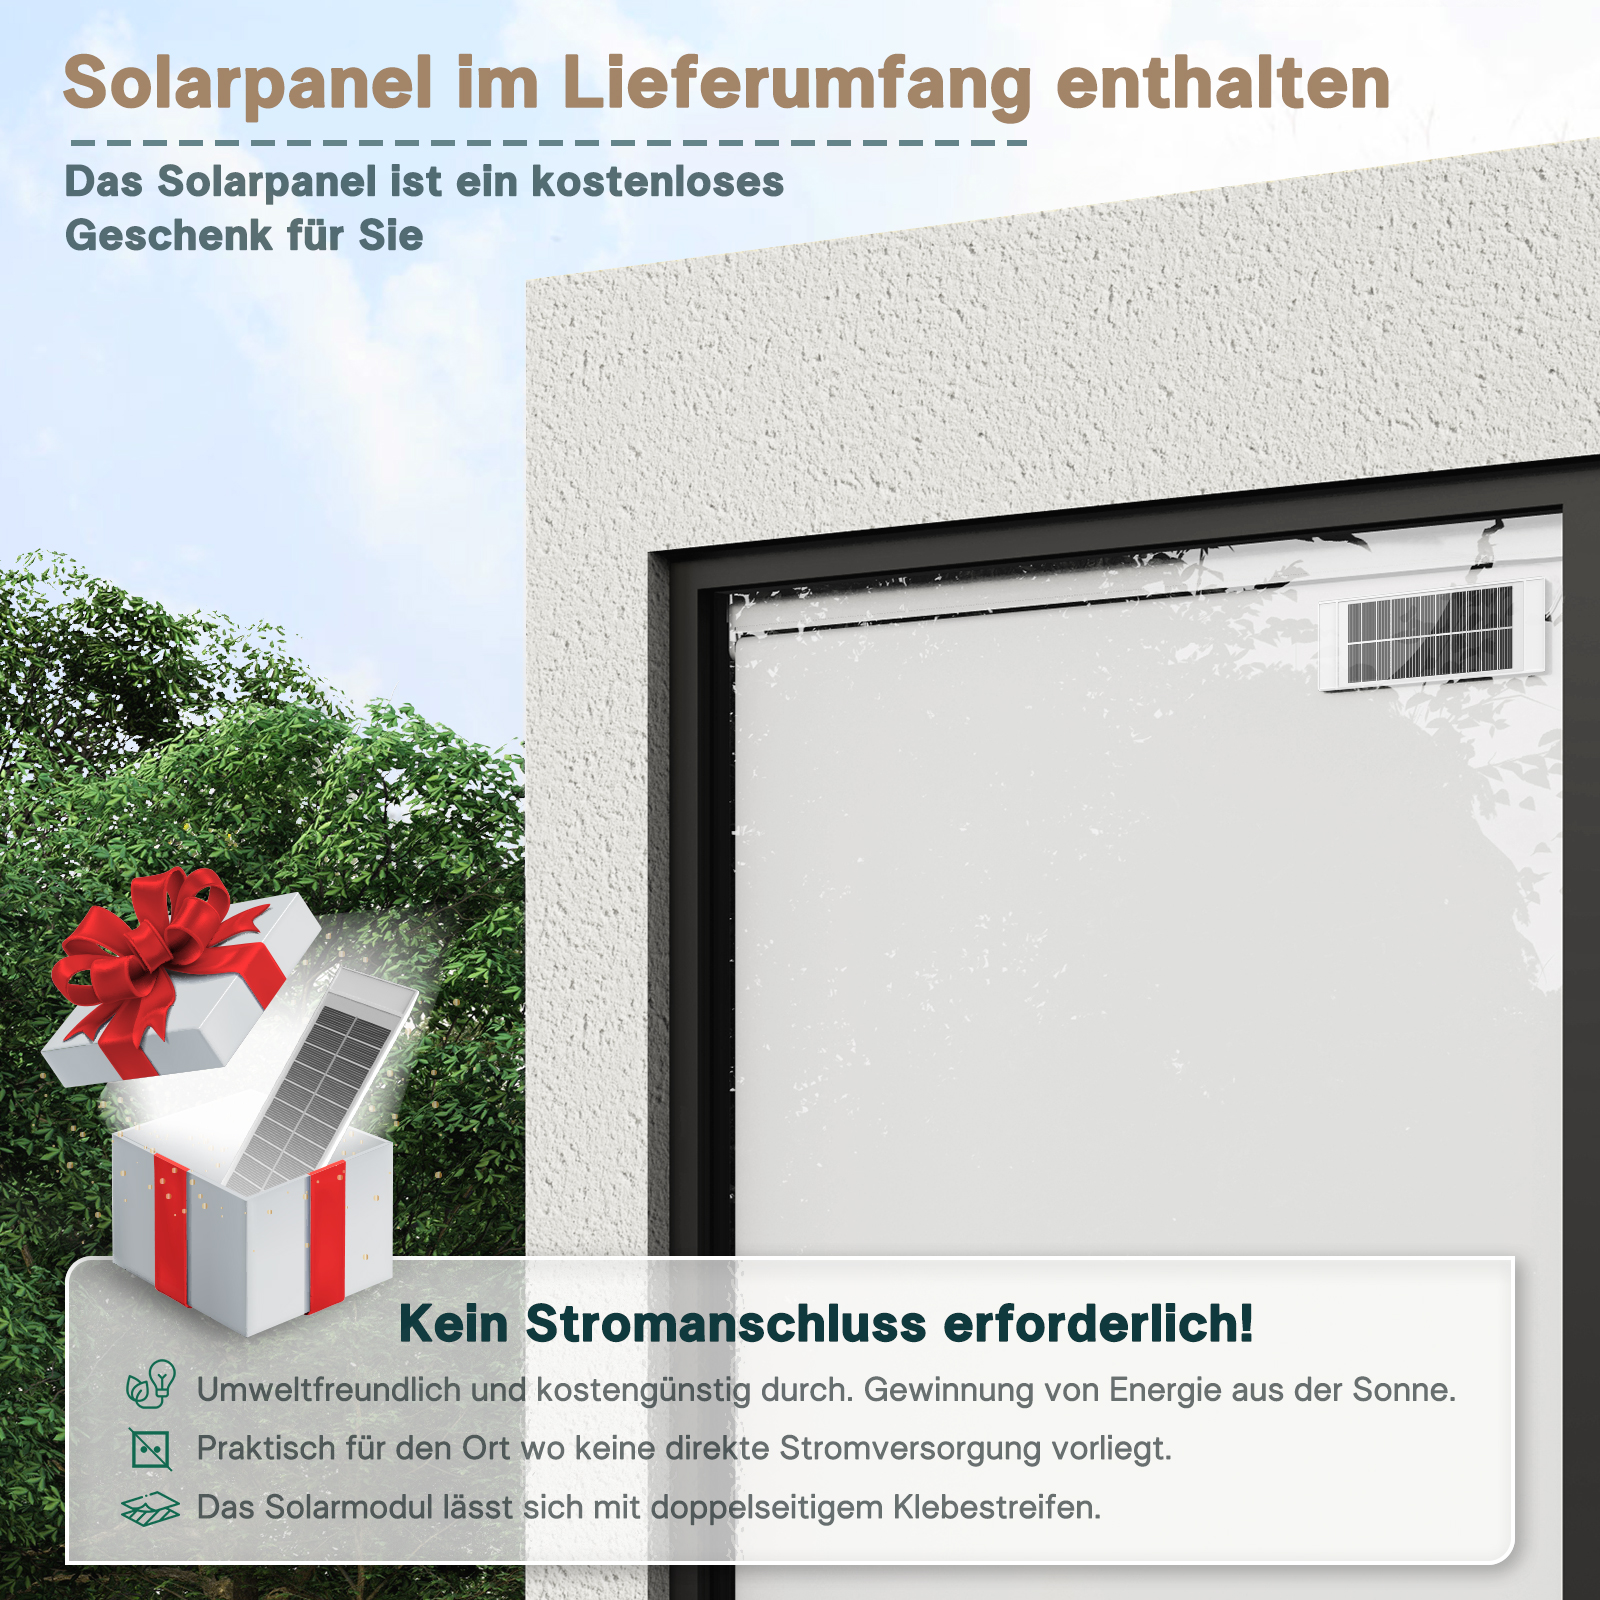 Solarpanel im Lieferumfang enthalten
Das Solarpanel ist ein kostenloses
Geschenk für Sie
Kein Stromanschluss erforderlich!
Umweltfreundlich und kostengünstig durch. Gewinnung von Energie aus der Sonne.
Praktisch für den Ort wo keine direkte Stromversorgung vorliegt.
Das Solarmodul lässt sich mit doppelseitigem Klebestreifen.